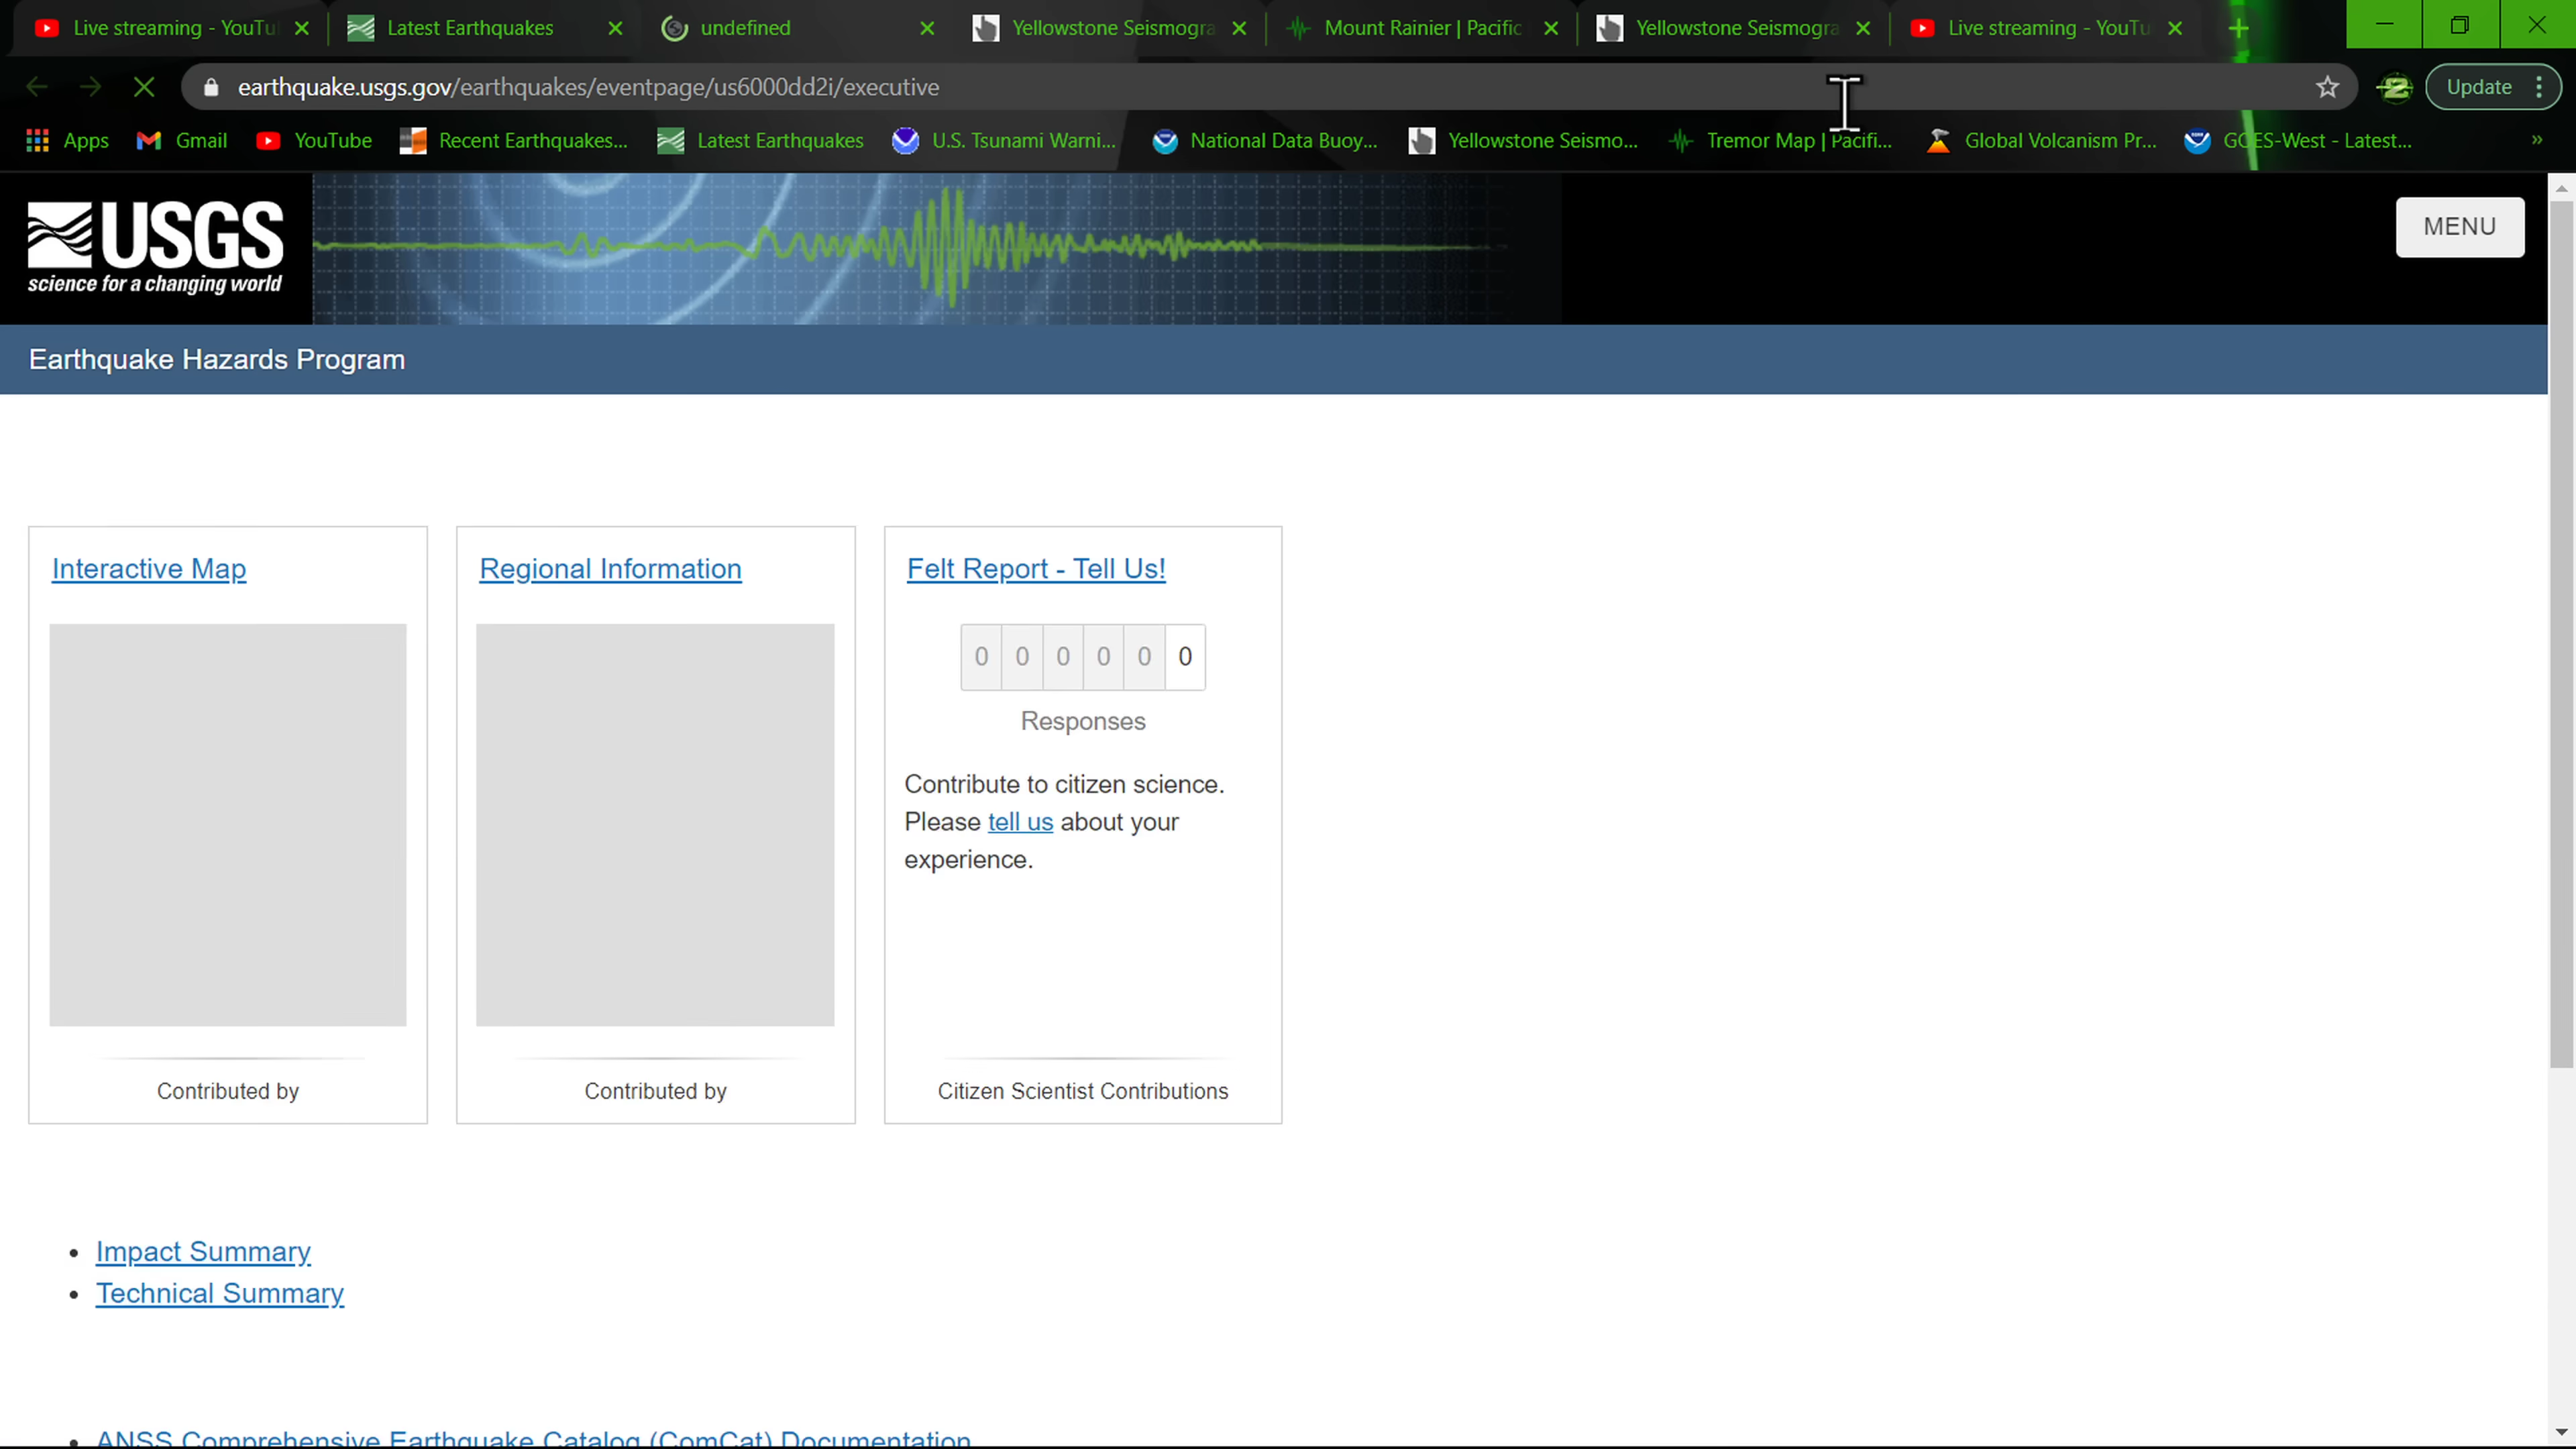 Live streaming - YouTu
Latest Earthquakes
undefined
Yellowstone Seismogra
Mount Rainier | Pacific
Yellowstone Seismogra
Live streaming - YouTu
earthquake.usgs.gov/earthquakes/eventpage/us6000dd2i/executive
Update
Apps
Gmail
YouTube
Recent Earthquakes...
Latest Earthquakes
U.S. Tsunami Warni...
National Data Buoy...
Yellowstone Seismo...
Tremor Map | Pacifi...
Global Volcanism Pr...
GOES-West - Latest...
»
USGS
science for a changing world
MENU
Earthquake Hazards Program
Interactive Map
Contributed by
Regional Information
Contributed by
Felt Report - Tell Us!
0 0 0 0 0 0
Responses
Contribute to citizen science.
Please tell us about your
experience.
Citizen Scientist Contributions
• Impact Summary
• Technical Summary
• ANSS Comprehensive Earthquake Catalog (ComCat) Documentation